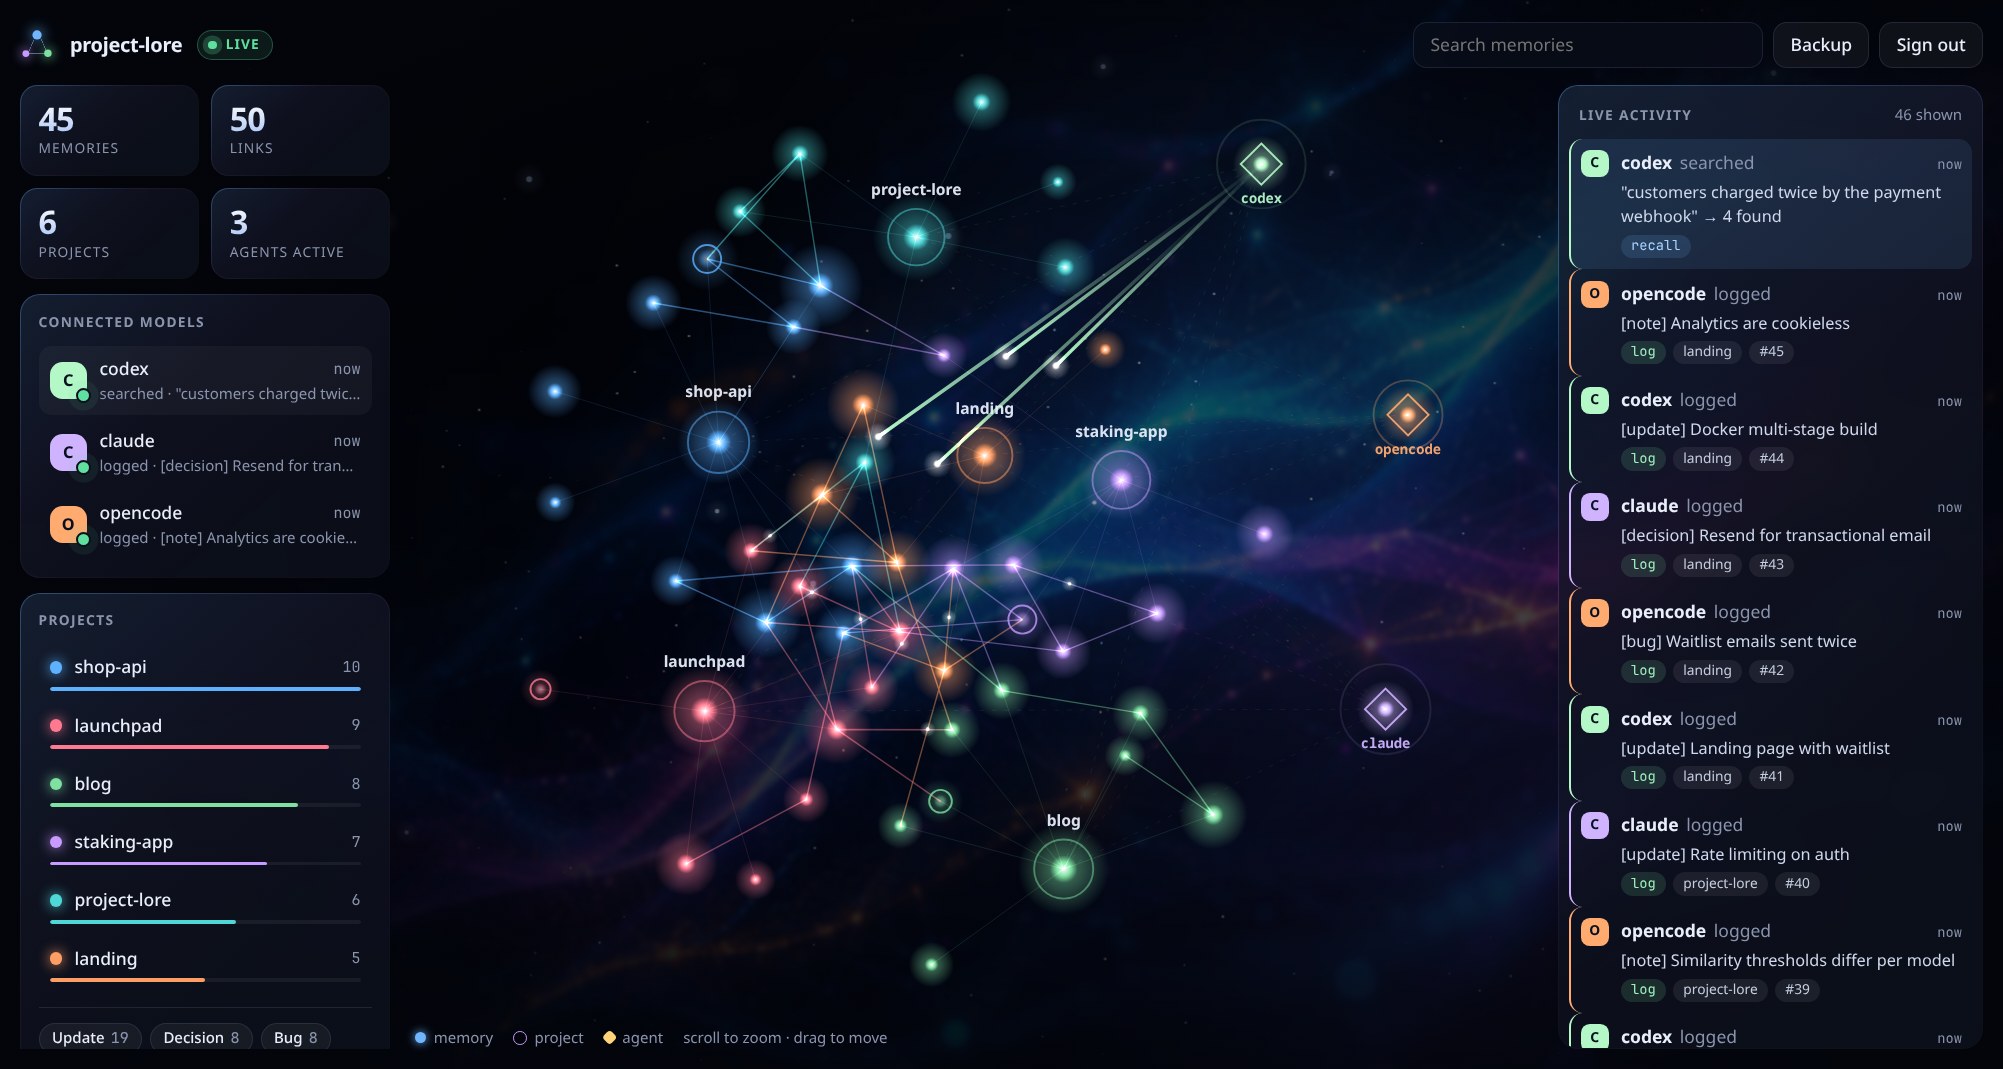 project-lore
LIVE
Search memories
Backup
Sign out
45
MEMORIES
50
LINKS
6
PROJECTS
3
AGENTS ACTIVE
CONNECTED MODELS
C
codex
now
searched · "customers charged twic...
C
claude
now
logged · [decision] Resend for tran...
O
opencode
now
logged · [note] Analytics are cookie...
PROJECTS
shop-api 10
launchpad 9
blog 8
staking-app 7
project-lore 6
landing 5
Update 19
Decision 8
Bug 8
project-lore
codex
shop-api
landing
staking-app
opencode
launchpad
claude
blog
memory
project
agent
scroll to zoom · drag to move
LIVE ACTIVITY
46 shown
C
codex searched
now
"customers charged twice by the payment
webhook" → 4 found
recall
O
opencode logged
now
[note] Analytics are cookieless
log landing #45
C
codex logged
now
[update] Docker multi-stage build
log landing #44
C
claude logged
now
[decision] Resend for transactional email
log landing #43
O
opencode logged
now
[bug] Waitlist emails sent twice
log landing #42
C
codex logged
now
[update] Landing page with waitlist
log landing #41
C
claude logged
now
[update] Rate limiting on auth
log project-lore #40
O
opencode logged
now
[note] Similarity thresholds differ per model
log project-lore #39
C
codex logged
now